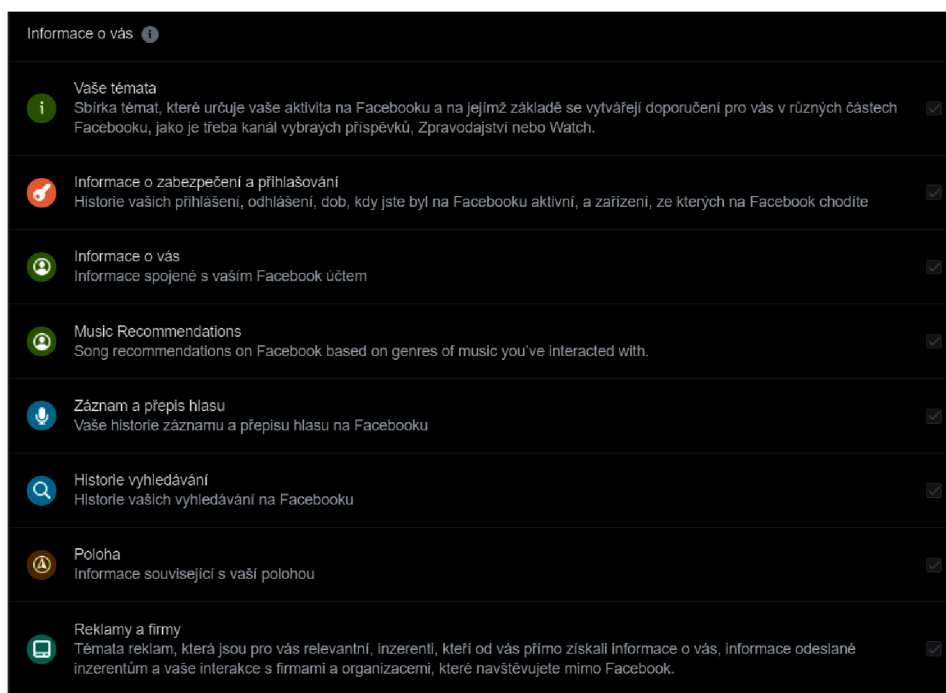 Informace o vás
Vaše témata
Sbírka témat, které určuje vaše aktivita na Facebooku a na jejímž základě se vytvářejí doporučení pro vás v různých částech
Facebooku, jako je třeba kanál vybraých příspěvků, Zpravodajství nebo Watch.
Informace o zabezpečení a přihlašování
Historie vašich přihlášení, odhlášení, dob, kdy jste byl na Facebooku aktivní, a zařízení, ze kterých na Facebook chodíte
Informace o vás
Informace spojené s vaším Facebook účtem
Music Recommendations
Song recommendations on Facebook based on genres of music you've interacted with.
Záznam a přepis hlasu
Vaše historie záznamu a přepisu hlasu na Facebooku
Historie vyhledávání
Historie vašich vyhledávání na Facebooku
Poloha
Informace související s vaší polohou
Reklamy a firmy
Témata reklam, která jsou pro vás relevantní, inzerenti, kteří od vás přímo získali informace o vás, informace odeslané
inzerentům a vaše interakce s firmami a organizacemi, které navštěvujete mimo Facebook.